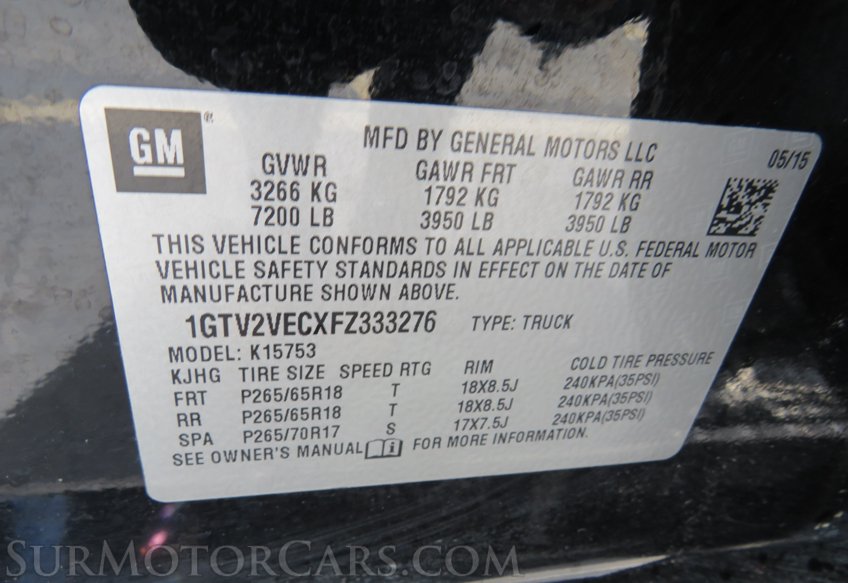 GM®
MFD BY GENERAL MOTORS LLC 05/15
GVWR GAWR FRT GAWR RR
3266 KG 1792 KG 1792 KG
7200 LB 3950 LB 3950 LB
THIS VEHICLE CONFORMS TO ALL APPLICABLE U.S. FEDERAL MOTOR
VEHICLE SAFETY STANDARDS IN EFFECT ON THE DATE OF
MANUFACTURE SHOWN ABOVE.
1GTV2VECXFZ333276 TYPE: TRUCK
MODEL: K15753
KJHG TIRE SIZE SPEED RTG RIM COLD TIRE PRESSURE
FRT P265/65R18 T 18X8.5J 240KPA(35PSI)
RR P265/65R18 T 18X8.5J 240KPA(35PSI)
SPA P265/70R17 S 17X7.5J 240KPA(35PSI)
SEE OWNER'S MANUAL FOR MORE INFORMATION.
SurMotorCars.com